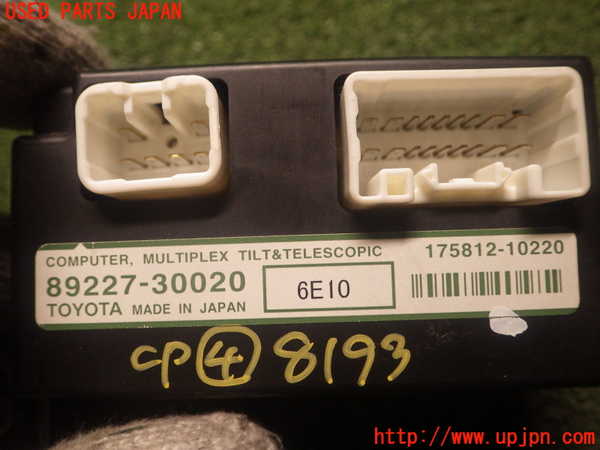 USED PARTS JAPAN
COMPUTER, MULTIPLEX TILT&TELESCOPIC 175812-10220
89227-30020 6E10
TOYOTA MADE IN JAPAN
CP ④ 8193
http://www.upjpn.com/